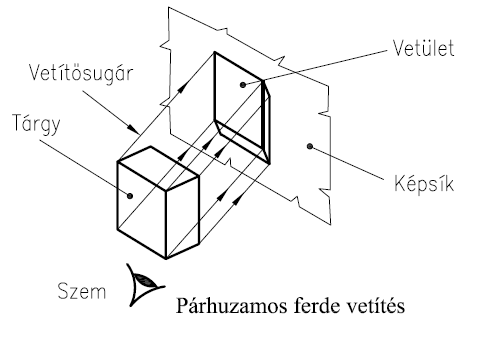 Vetület
Vetítősugár
Tárgy
Képsík
Szem
Párhuzamos ferde vetítés